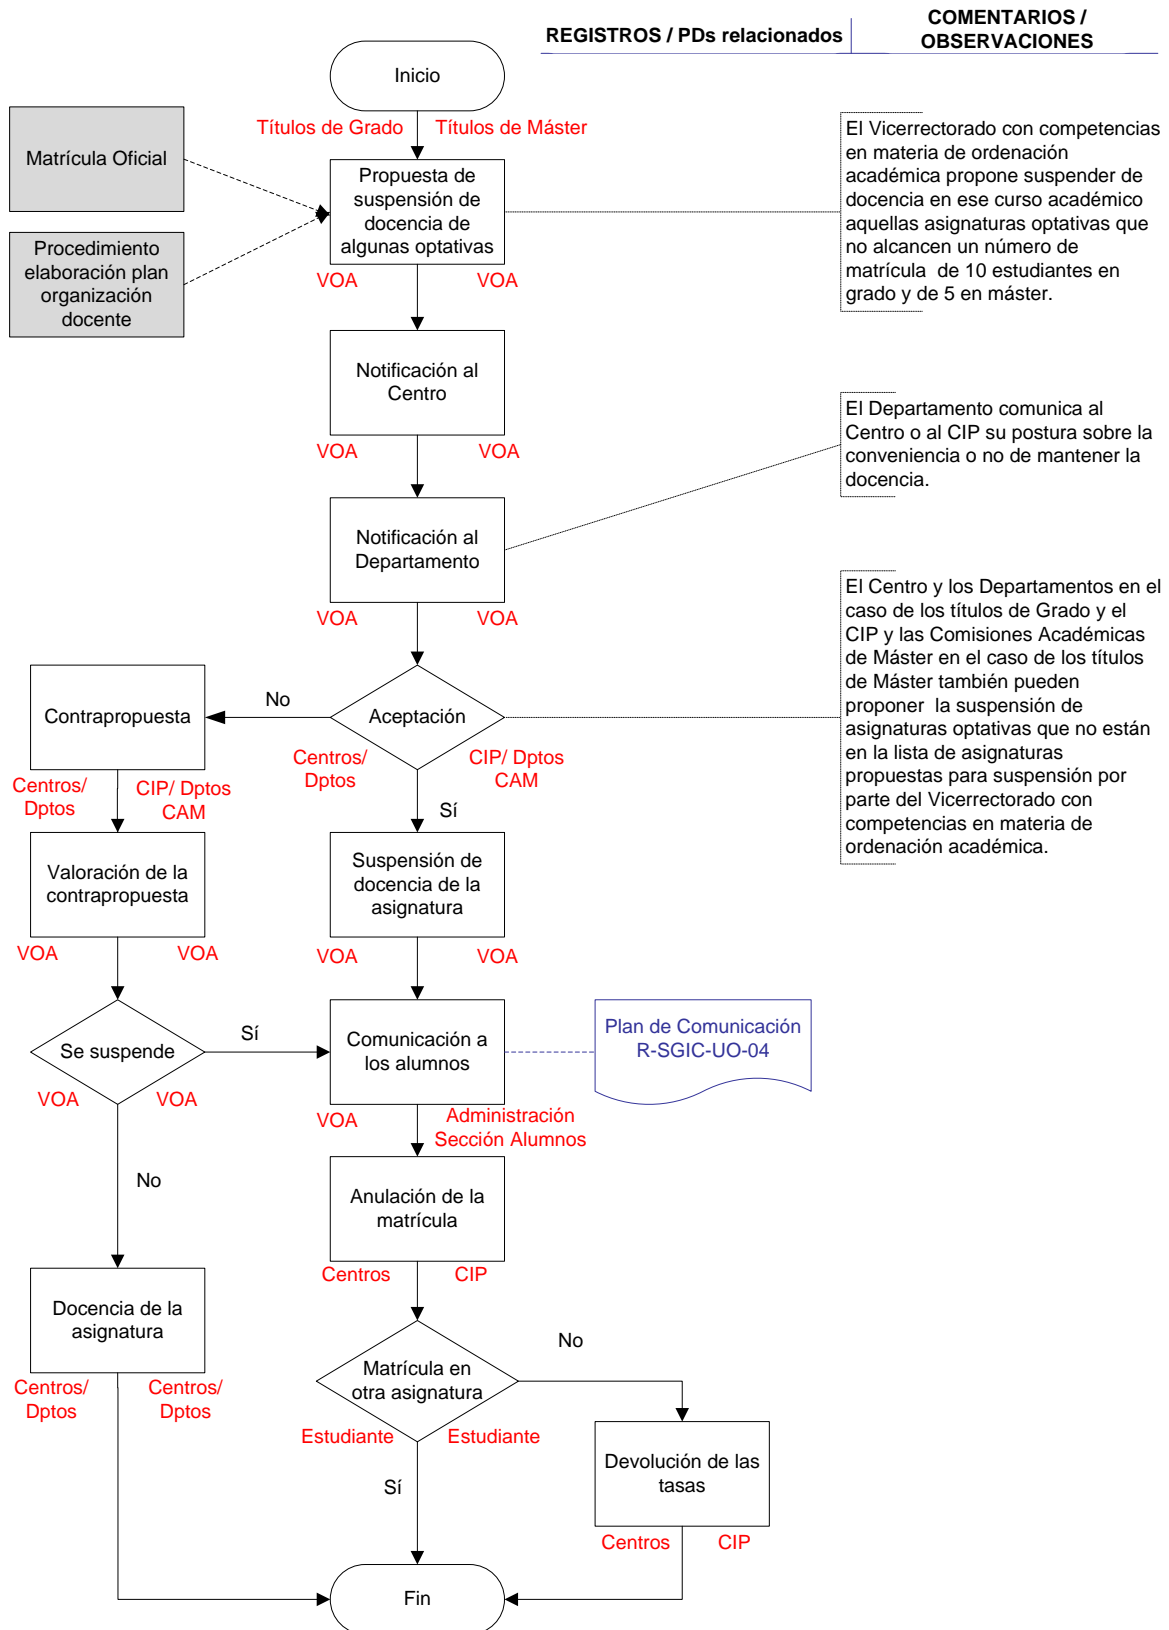 REGISTROS / PDs relacionados
COMENTARIOS /
OBSERVACIONES
Inicio
Títulos de Grado
Títulos de Máster
Matrícula Oficial
Procedimiento
elaboración plan
organización
docente
Propuesta de
suspensión de
docencia de
algunas optativas
VOA
VOA
El Vicerrectorado con competencias
en materia de ordenación
académica propone suspender de
docencia en ese curso académico
aquellas asignaturas optativas que
no alcancen un número de
matrícula de 10 estudiantes en
grado y de 5 en máster.
Notificación al
Centro
VOA
VOA
El Departamento comunica al
Centro o al CIP su postura sobre la
conveniencia o no de mantener la
docencia.
Notificación al
Departamento
VOA
VOA
El Centro y los Departamentos en el
caso de los títulos de Grado y el
CIP y las Comisiones Académicas
de Máster en el caso de los títulos
de Máster también pueden
proponer la suspensión de
asignaturas optativas que no están
en la lista de asignaturas
propuestas para suspensión por
parte del Vicerrectorado con
competencias en materia de
ordenación académica.
Aceptación
No
Centros/
Dptos
CIP/ Dptos
CAM
Sí
Contrapropuesta
Centros/
Dptos
CIP/ Dptos
CAM
Valoración de la
contrapropuesta
VOA
VOA
Suspensión de
docencia de la
asignatura
VOA
VOA
Se suspende
Sí
VOA
VOA
No
Comunicación a
los alumnos
VOA
Administración
Sección Alumnos
Plan de Comunicación
R-SGIC-UO-04
Anulación de la
matrícula
Centros
CIP
Docencia de la
asignatura
Centros/
Dptos
Centros/
Dptos
Matrícula en
otra asignatura
No
Estudiante
Estudiante
Sí
Devolución de las
tasas
Centros
CIP
Fin